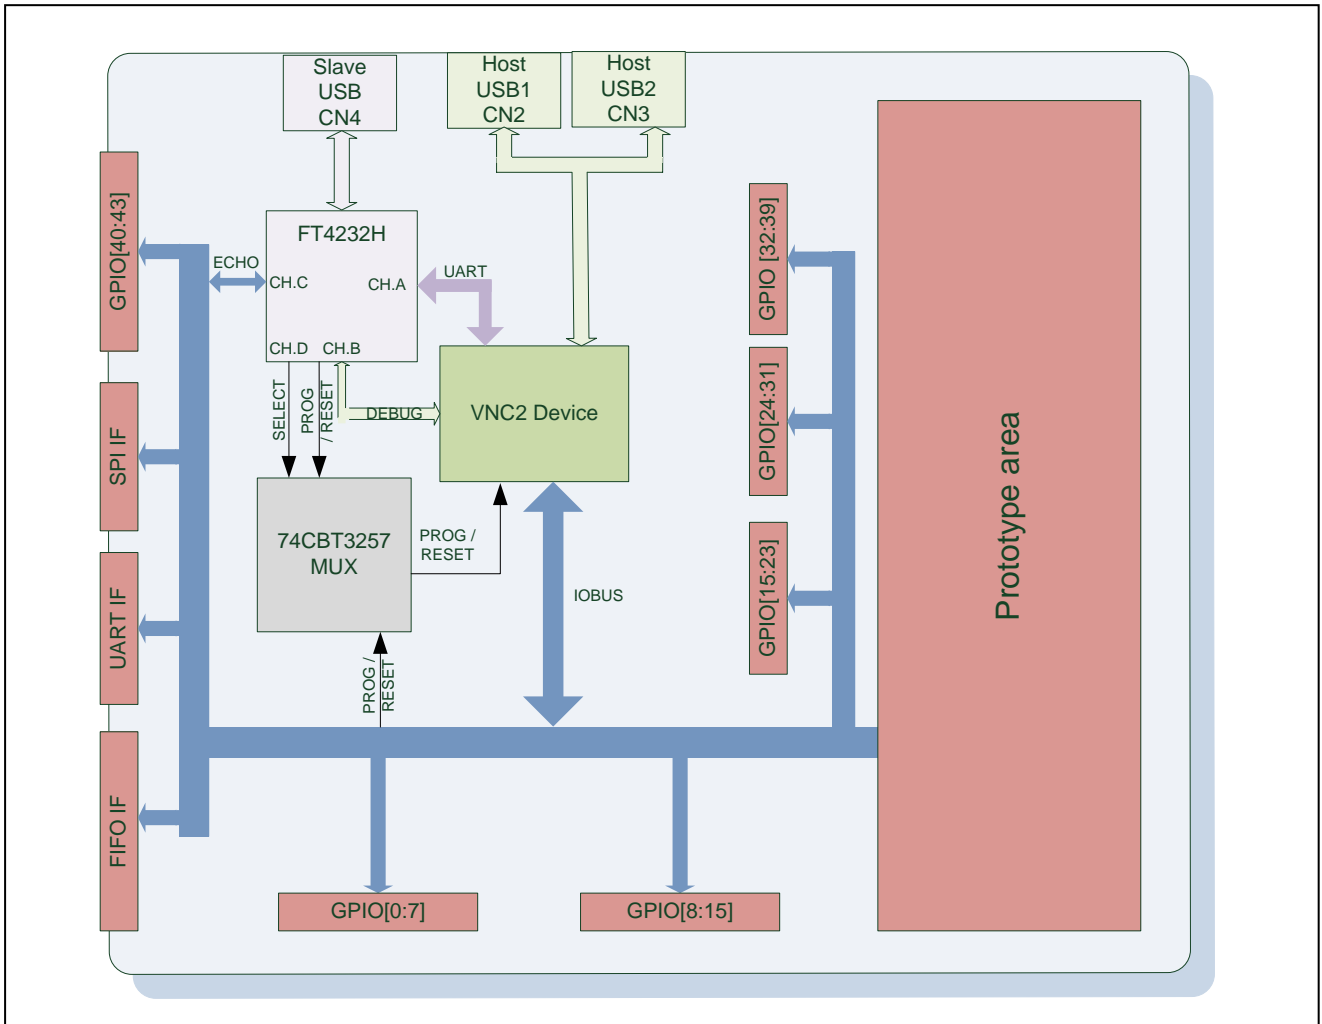 Slave
USB
CN4
Host
USB1
CN2
Host
USB2
CN3
GPIO[40:43]
SPI IF
UART IF
FIFO IF
FT4232H
ECHO
CH.C
CH.A
UART
CH.D
CH.B
SELECT
PROG
/ RESET
DEBUG
VNC2 Device
74CBT3257
MUX
PROG /
RESET
PROG /
RESET
IOBUS
GPIO [32:39]
GPIO[24:31]
GPIO[15:23]
Prototype area
GPIO[0:7]
GPIO[8:15]